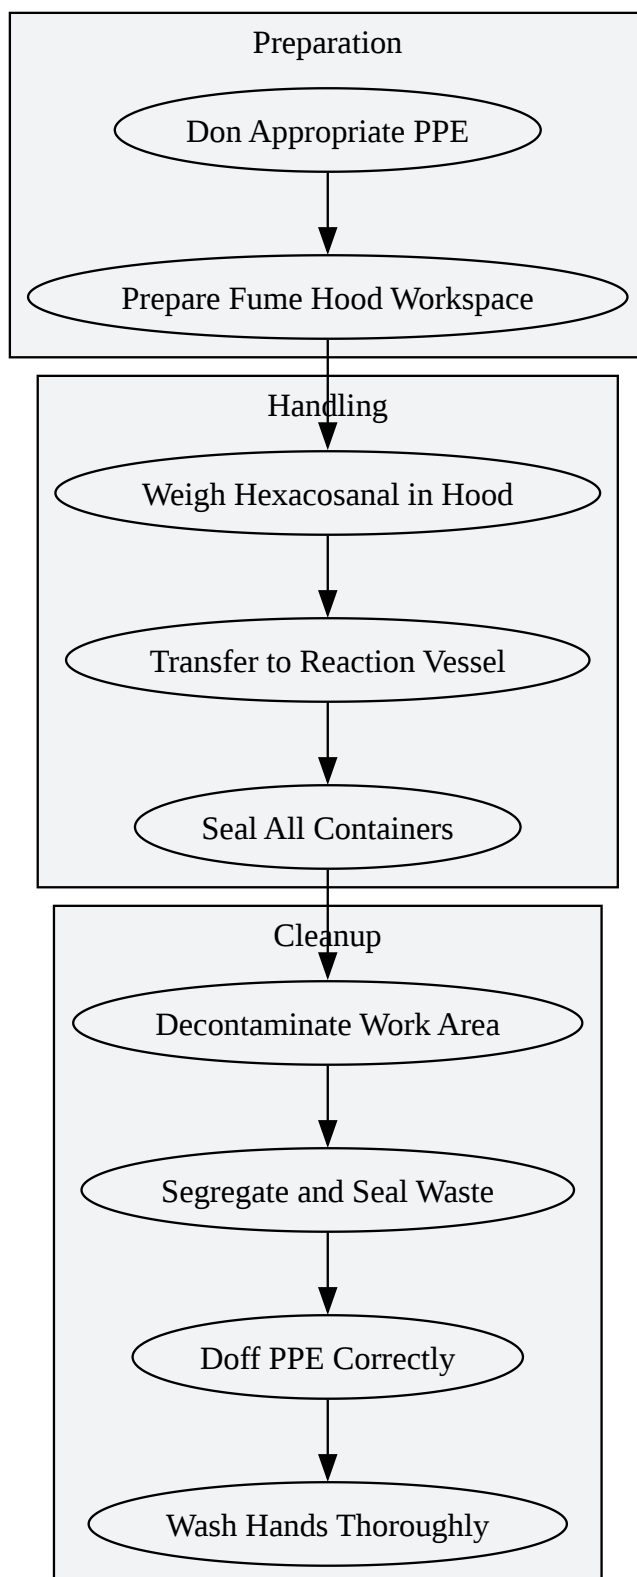 Preparation
Don Appropriate PPE
Prepare Fume Hood Workspace
Handling
Weigh Hexacosanal in Hood
Transfer to Reaction Vessel
Seal All Containers
Cleanup
Decontaminate Work Area
Segregate and Seal Waste
Doff PPE Correctly
Wash Hands Thoroughly